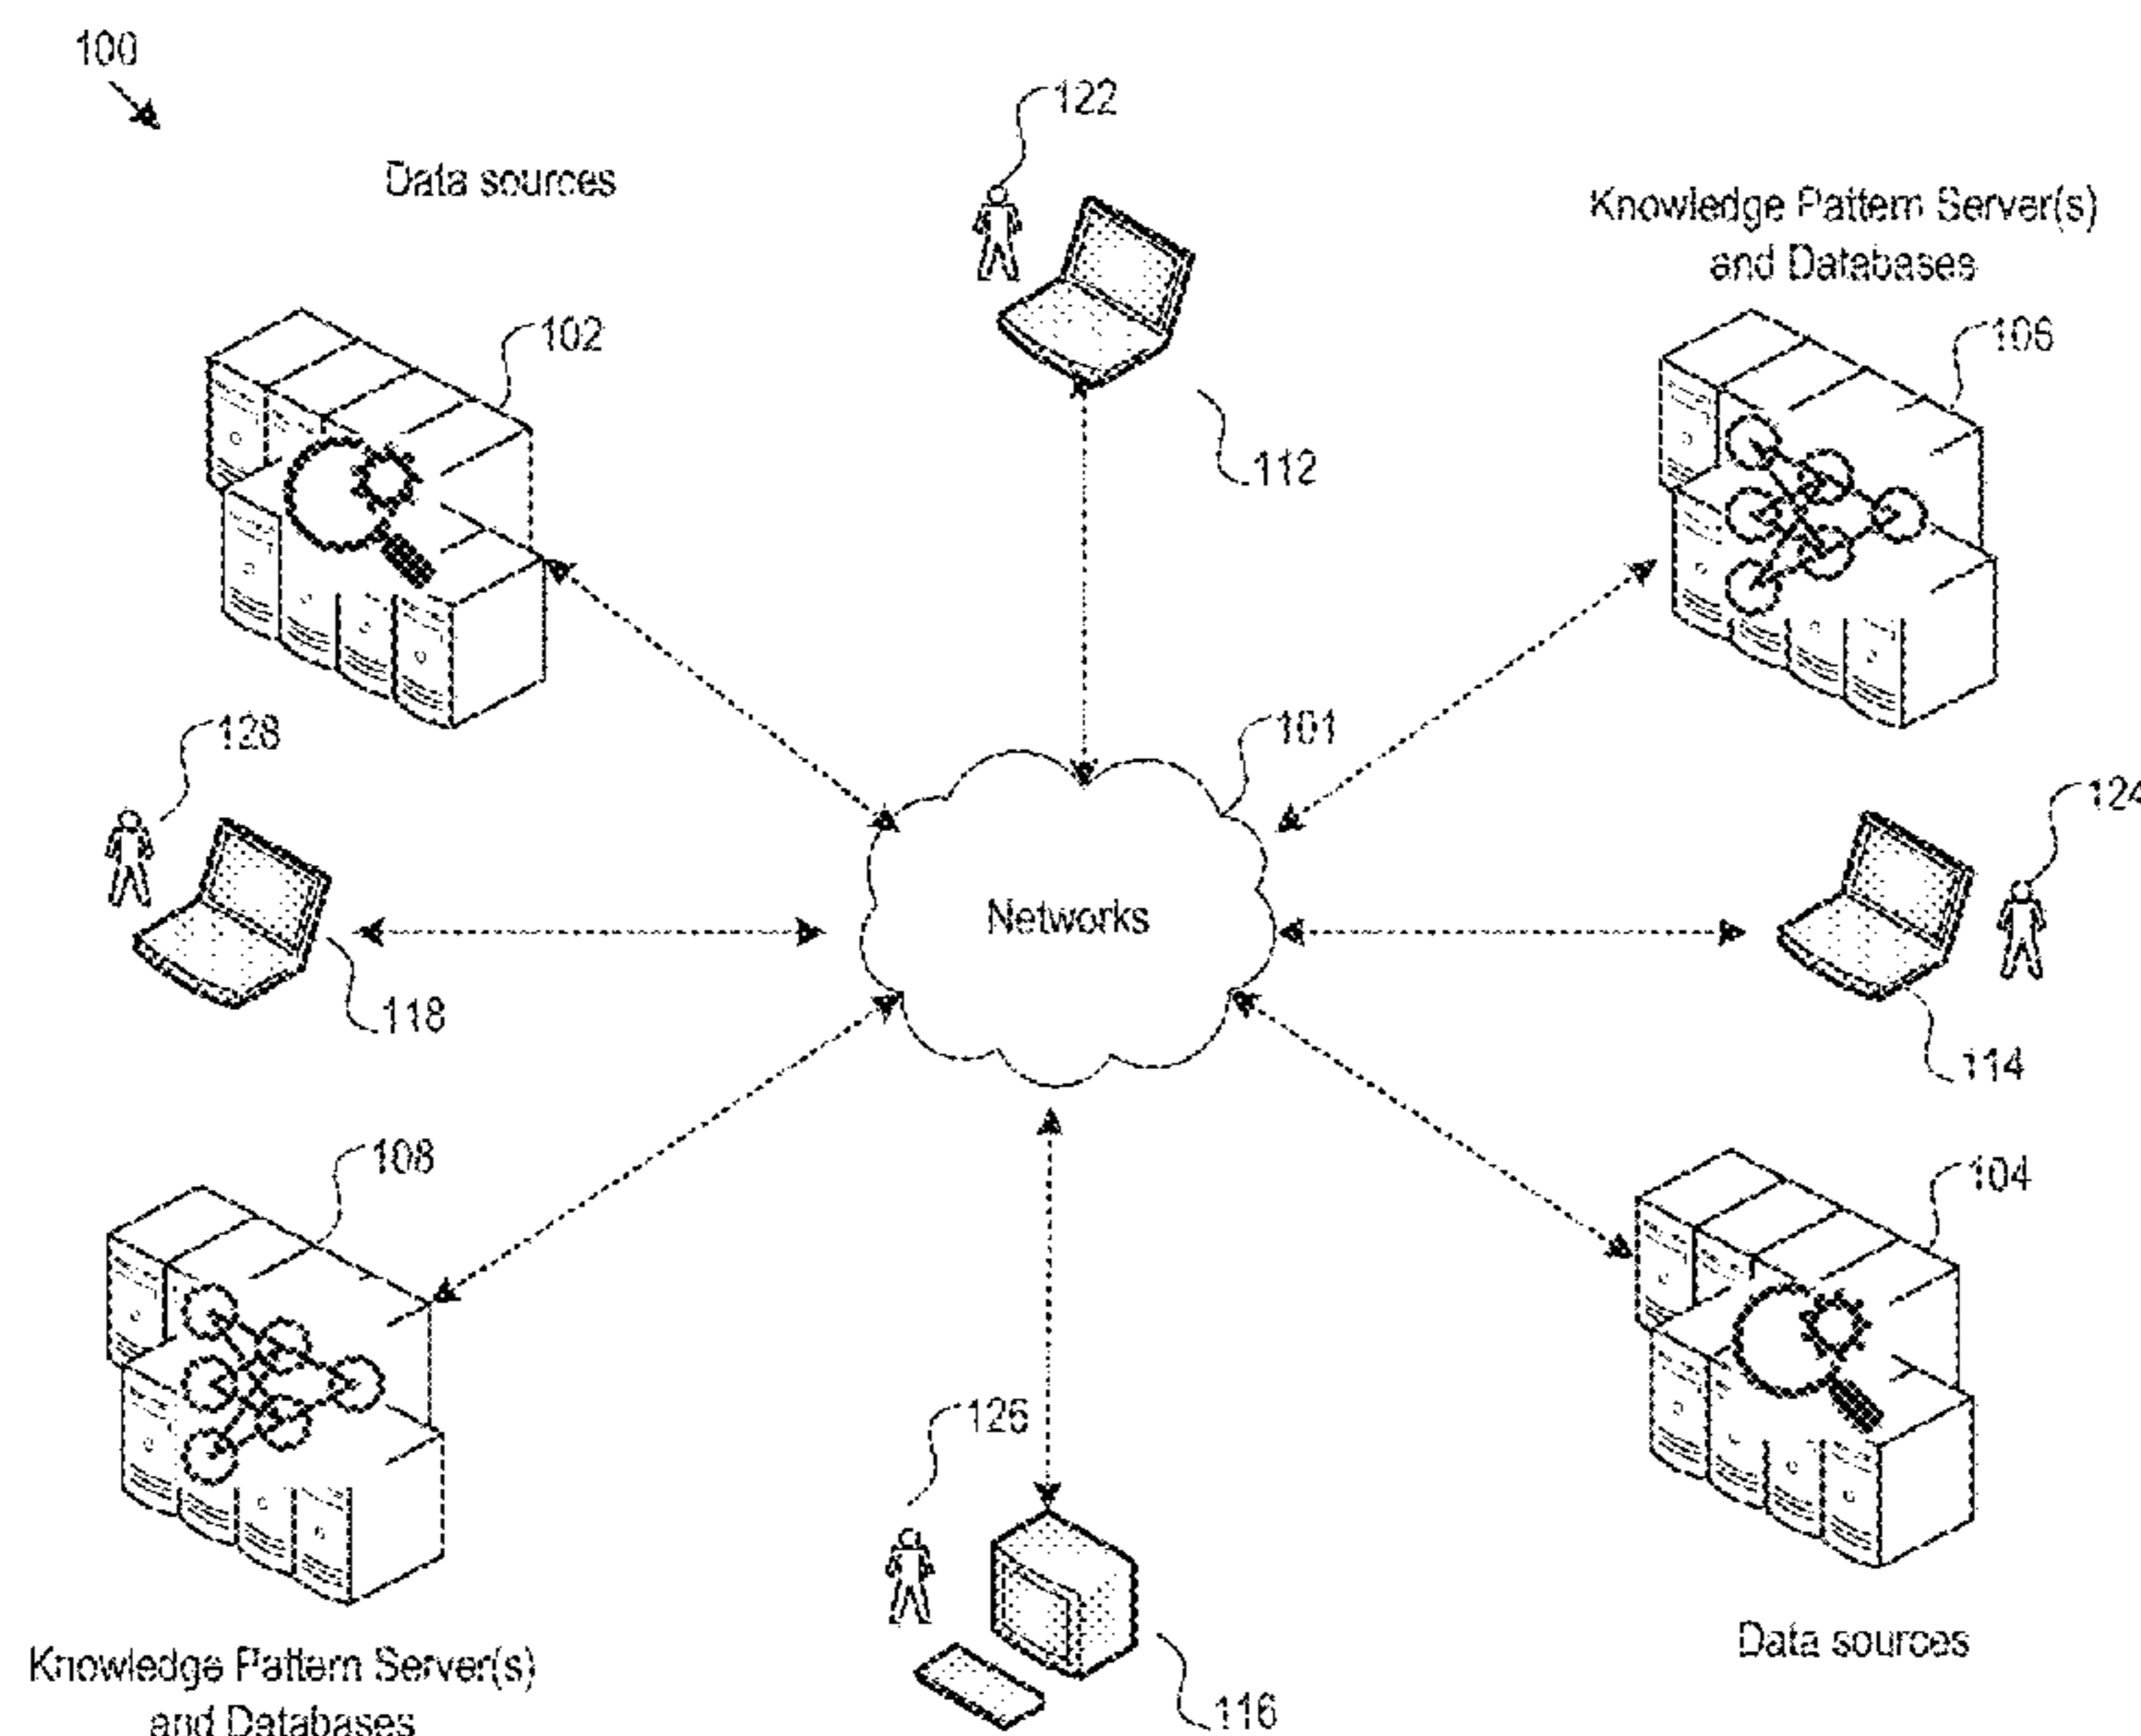 100
122
Data sources
Knowledge Pattern Server(s)
and Databases
102
106
112
128
101
124
Networks
118
114
108
104
126
Data sources
Knowledge Pattern Server(s)
and Databases
116